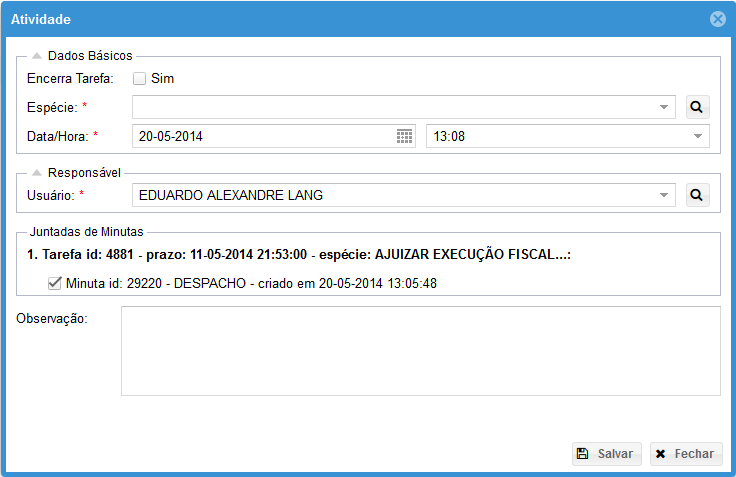 Atividade
Dados Básicos
Encerra Tarefa: Sim
Espécie: *
Data/Hora: * 20-05-2014 13:08
Responsável
Usuário: * EDUARDO ALEXANDRE LANG
Juntadas de Minutas
1. Tarefa id: 4881 - prazo: 11-05-2014 21:53:00 - espécie: AJUIZAR EXECUÇÃO FISCAL...:
Minuta id: 29220 - DESPACHO - criado em 20-05-2014 13:05:48
Observação:
Salvar Fechar